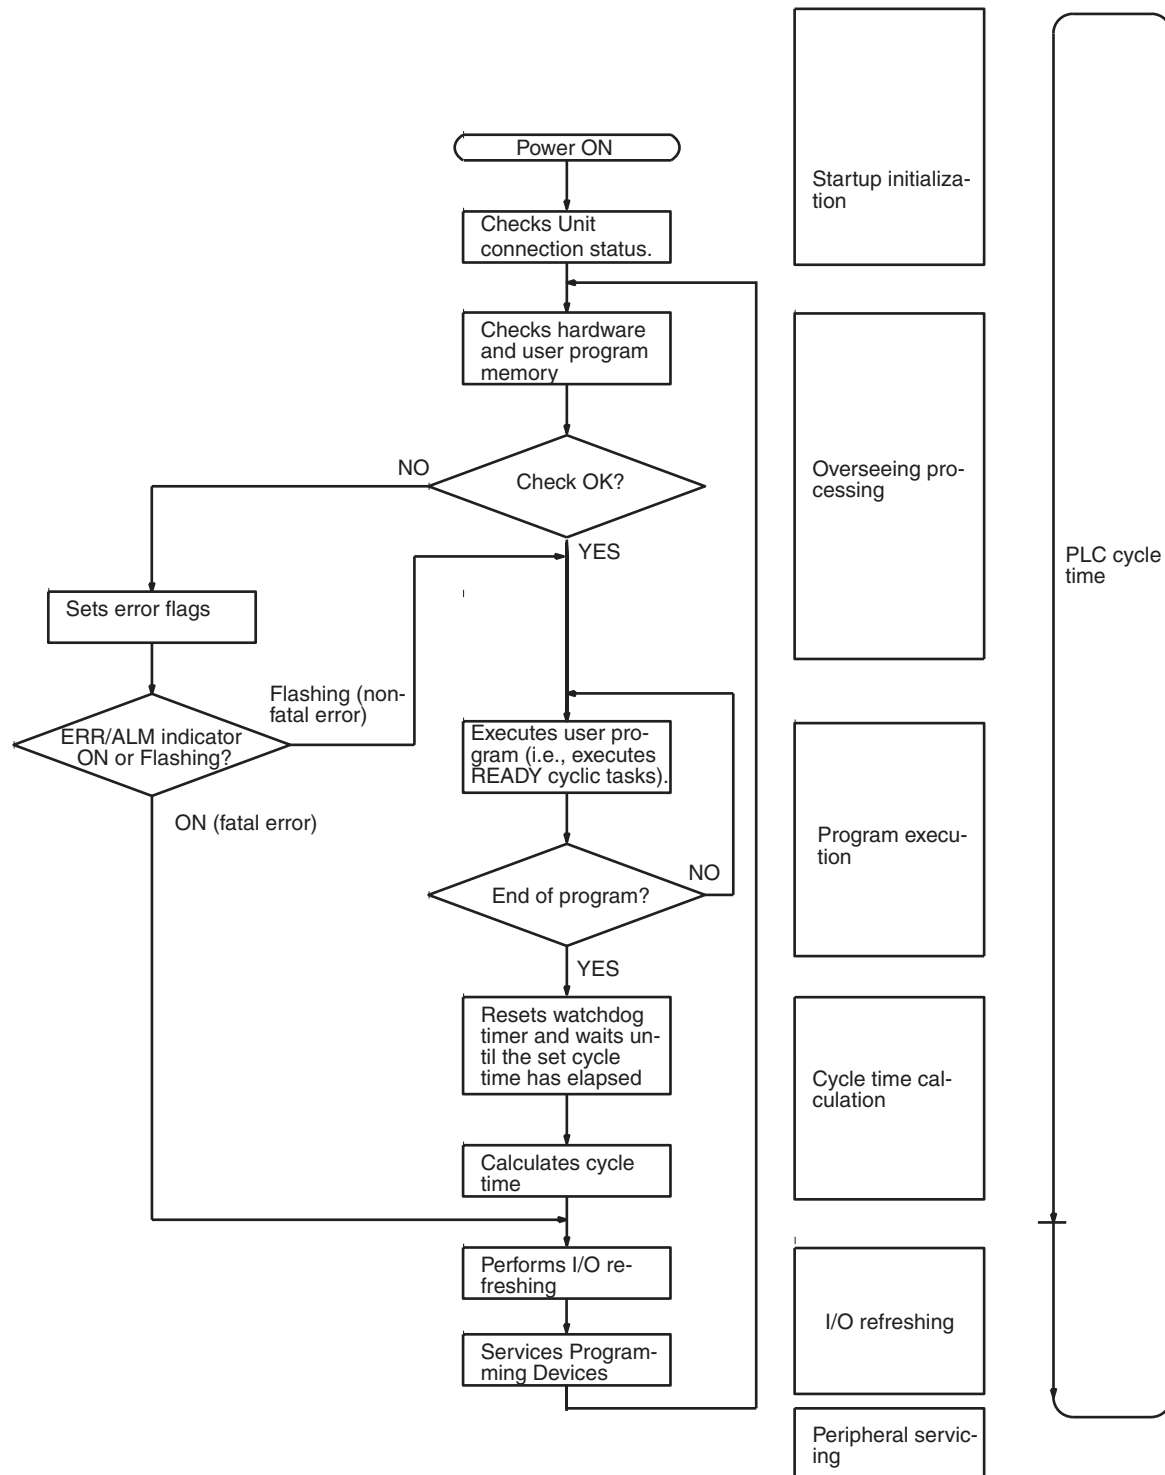 Power ON
Startup initializa-
tion
Checks Unit
connection status.
Checks hardware
and user program
memory
Overseeing pro-
cessing
NO
Check OK?
YES
PLC cycle
time
Sets error flags
Flashing (non-
fatal error)
ERR/ALM indicator
ON or Flashing?
Executes user pro-
gram (i.e., executes
READY cyclic tasks).
ON (fatal error)
Program execu-
tion
NO
End of program?
YES
Resets watchdog
timer and waits un-
til the set cycle
time has elapsed
Cycle time cal-
culation
Calculates cycle
time
Performs I/O re-
freshing
I/O refreshing
Services Program-
ming Devices
Peripheral servic-
ing